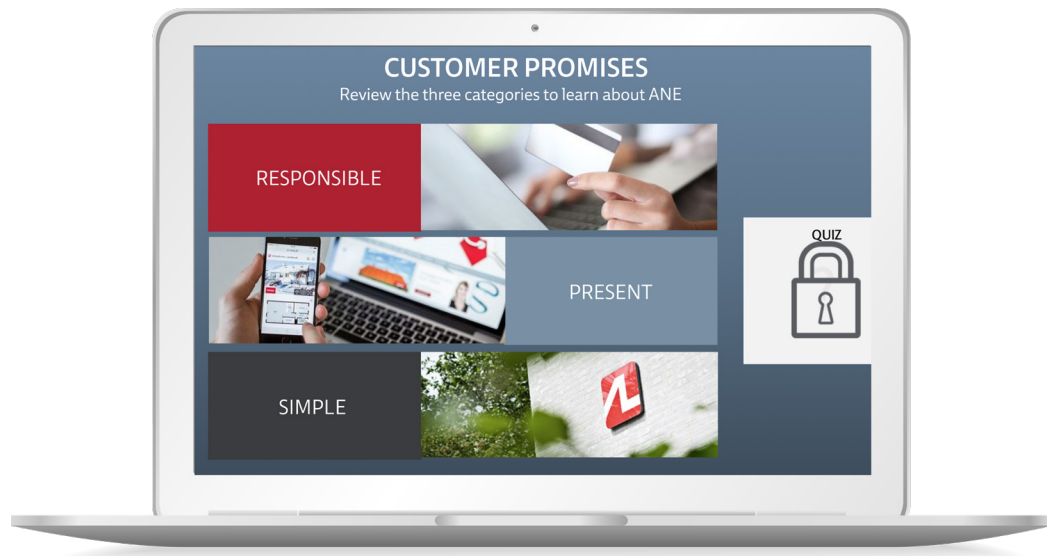 CUSTOMER PROMISES
Review the three categories to learn about ANE
RESPONSIBLE
QUIZ
PRESENT
SIMPLE